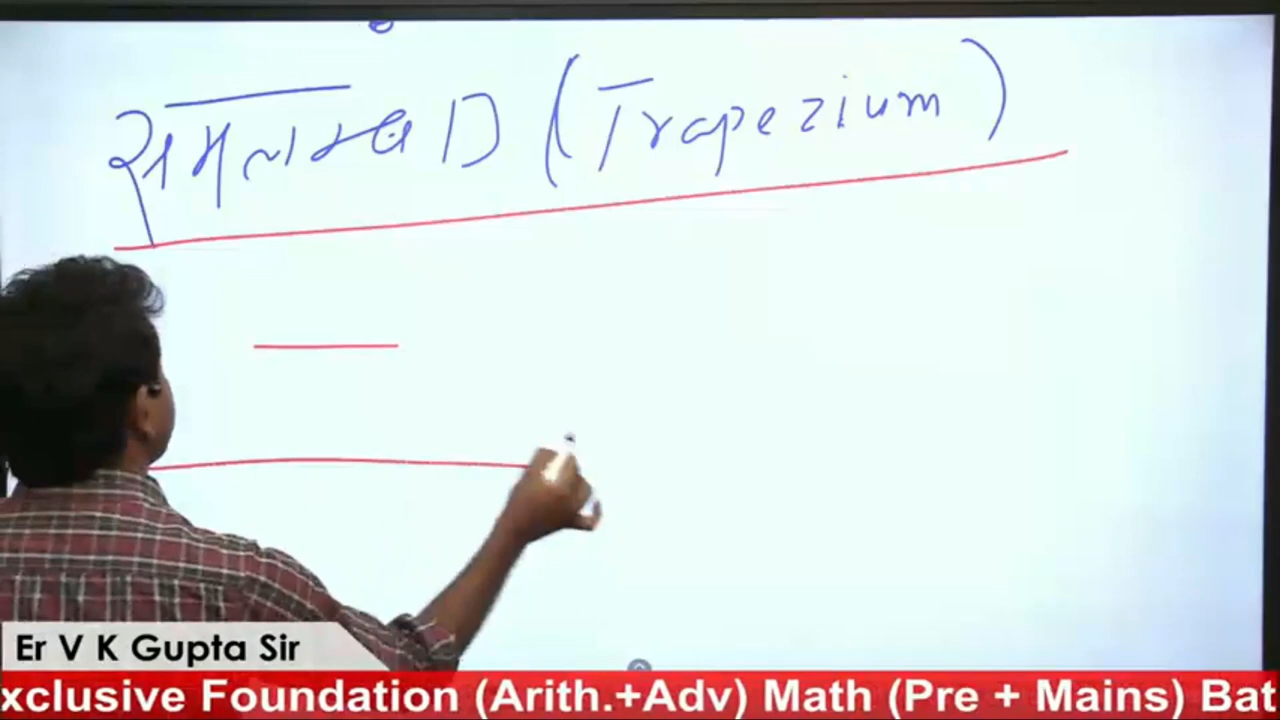 समलम्ब D (Trapezium)
Er V K Gupta Sir
xclusive Foundation (Arith.+Adv) Math (Pre + Mains) Bat